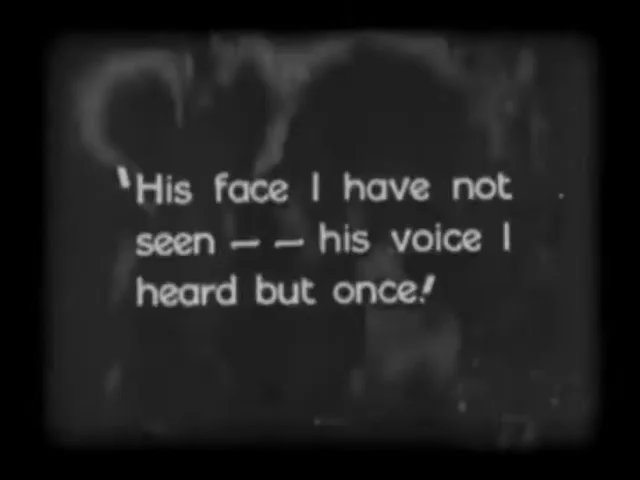 'His face I have not
seen — — his voice I
heard but once.'